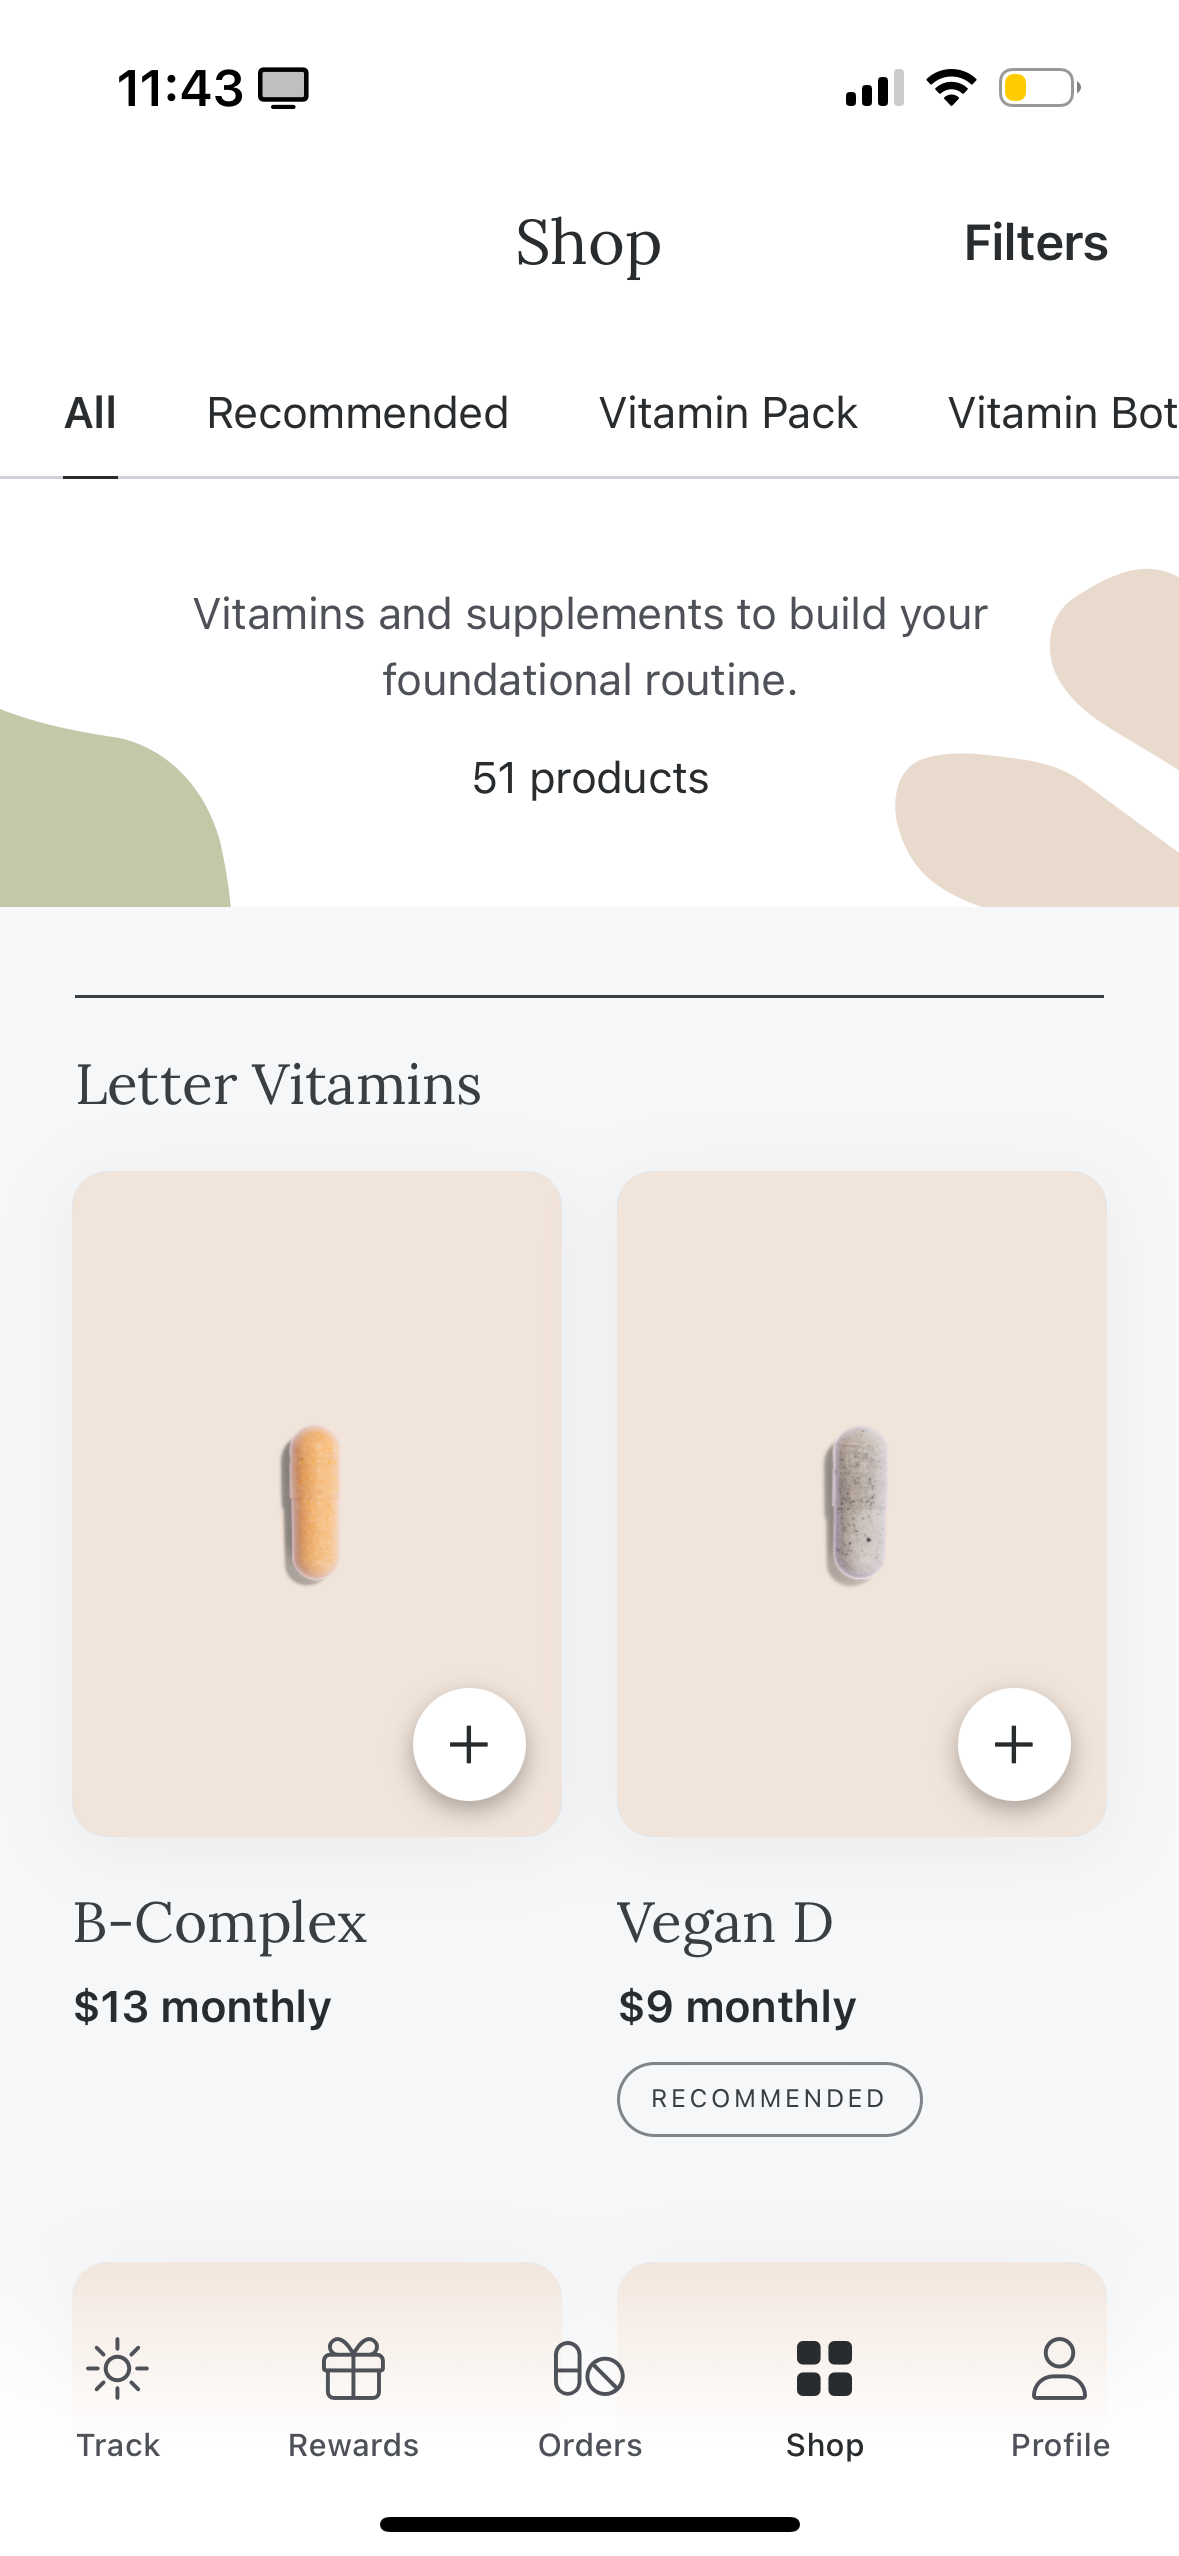 11:43
Shop
Filters
All
Recommended
Vitamin Pack
Vitamin Bot
Vitamins and supplements to build your
foundational routine.
51 products
Letter Vitamins
B-Complex
$13 monthly
Vegan D
$9 monthly
RECOMMENDED
Track
Rewards
Orders
Shop
Profile